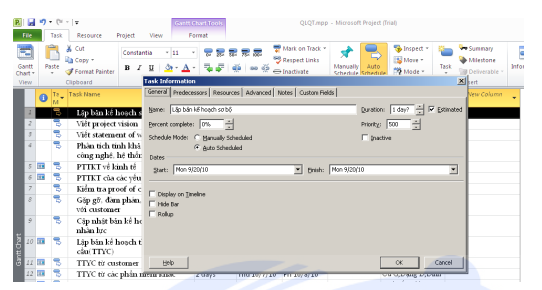 Gantt Chart Tools
QLQT.mpp - Microsoft Project (Trial)
File Task Resource Project View Format
Gantt Chart
Paste
Cut
Copy
Format Painter
Constantia 11
B I U
Mark on Track
Respect Links
Inactivate
Manually Schedule
Auto Schedule
Inspect
Move
Mode
Task
Summary
Milestone
Deliverable
View Clipboard
Task Information
General Predecessors Resources Advanced Notes Custom Fields
Name: Lập bản kế hoạch sơ bộ
Duration: 1 day? Estimated
Percent complete: 0%
Priority: 500
Schedule Mode: Manually Scheduled
Inactive
Auto Scheduled
Dates
Start: Mon 9/20/10
Finish: Mon 9/20/10
Display on Timeline
Hide Bar
Rollup
Help OK Cancel
Task Name
New Column
1 Lập bản kế hoạch s
2 Viết project vision
3 Viết statement of w
4 Phân tích tính khả
công nghệ, hệ thốn
5 PTTKT về kinh tế
6 PTTKT của các yếu
7 Kiểm tra proof of c
8 Gặp gỡ, đàm phán,
với customer
9 Cập nhật bản kế ho
nhân lực
10 Lập bản kế hoạch t
cầu(TTYC)
11 TTYC từ customer
12 TTYC từ các phần mềm khác 2 days Thu 10/7/10 Fri 10/8/10
Gantt Chart